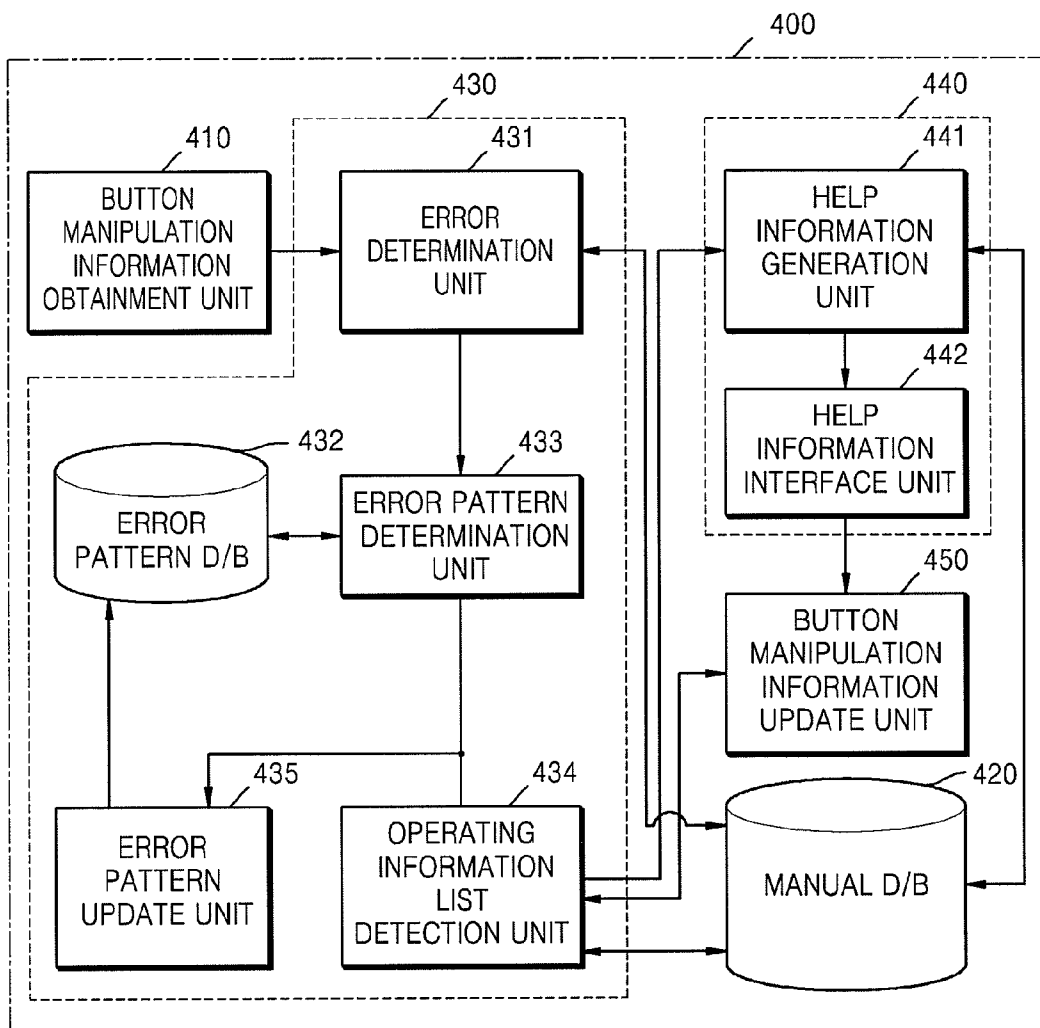 400
430
440
410
BUTTON
MANIPULATION
INFORMATION
OBTAINMENT UNIT
431
ERROR
DETERMINATION
UNIT
441
HELP
INFORMATION
GENERATION
UNIT
442
HELP
INFORMATION
INTERFACE UNIT
432
ERROR
PATTERN D/B
433
ERROR PATTERN
DETERMINATION
UNIT
450
BUTTON
MANIPULATION
INFORMATION
UPDATE UNIT
435
ERROR
PATTERN
UPDATE UNIT
434
OPERATING
INFORMATION
LIST
DETECTION UNIT
420
MANUAL D/B